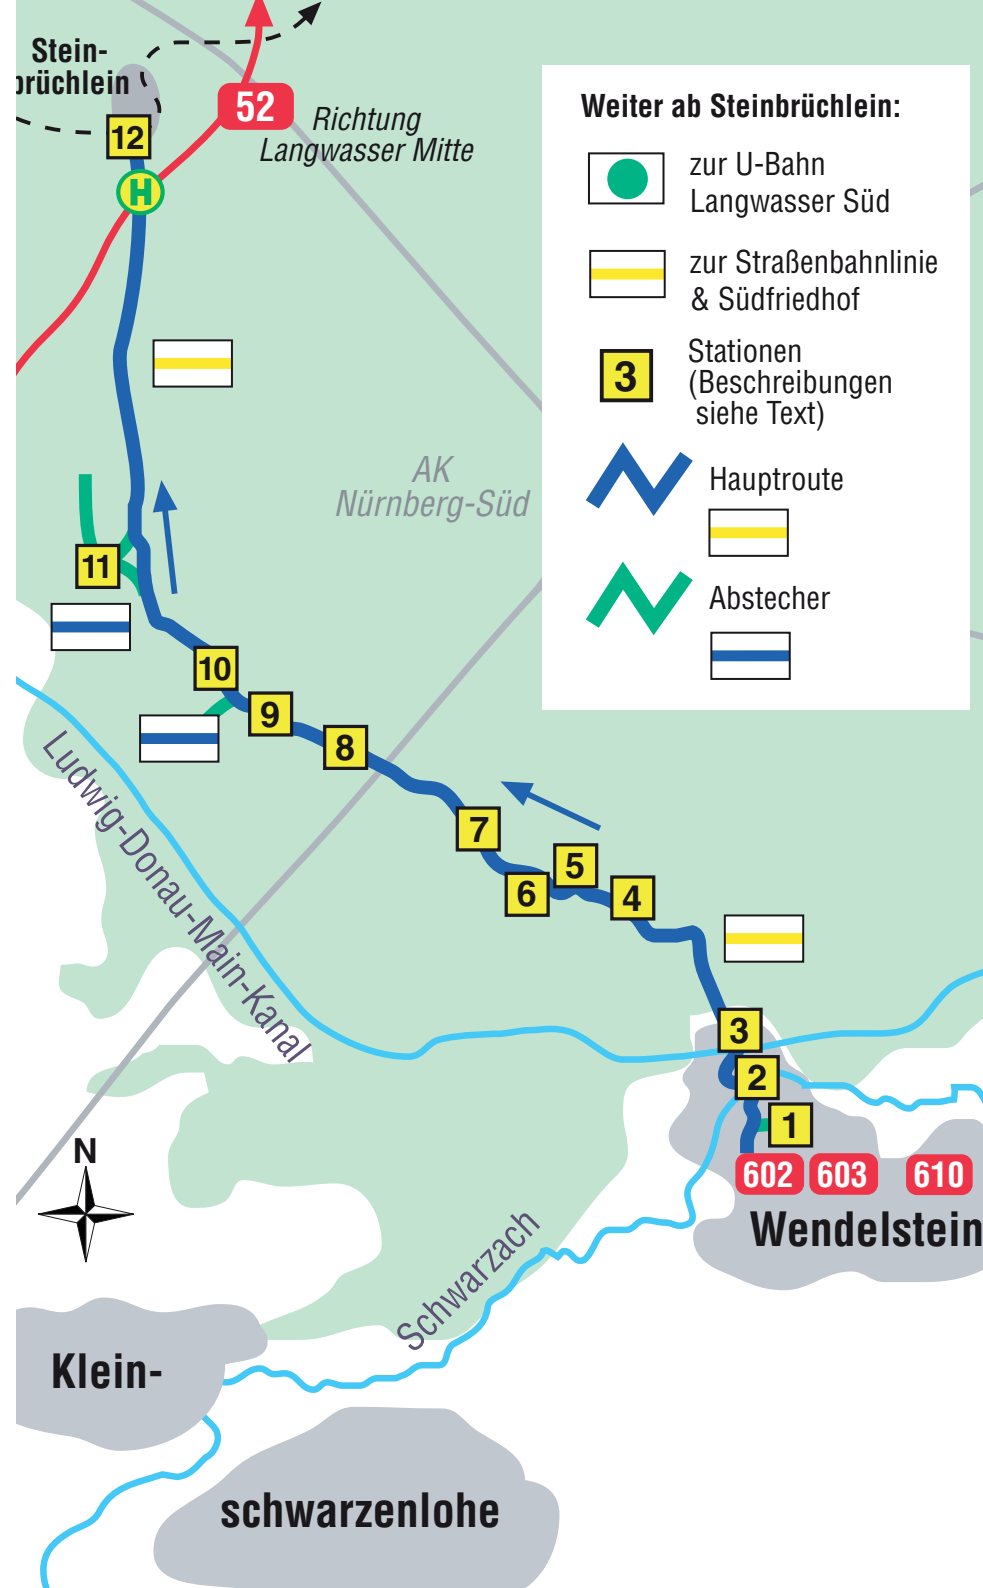 Stein-
brüchlein
52
Richtung
Langwasser Mitte
12
H
Weiter ab Steinbrüchlein:
zur U-Bahn
Langwasser Süd
zur Straßenbahnlinie
& Südfriedhof
3
Stationen
(Beschreibungen
siehe Text)
Hauptroute
Abstecher
AK
Nürnberg-Süd
11
10
9
8
7
6
5
4
3
2
1
Ludwig-Donau-Main-Kanal
602
603
610
Wendelstein
N
Schwarzach
Klein-
schwarzenlohe